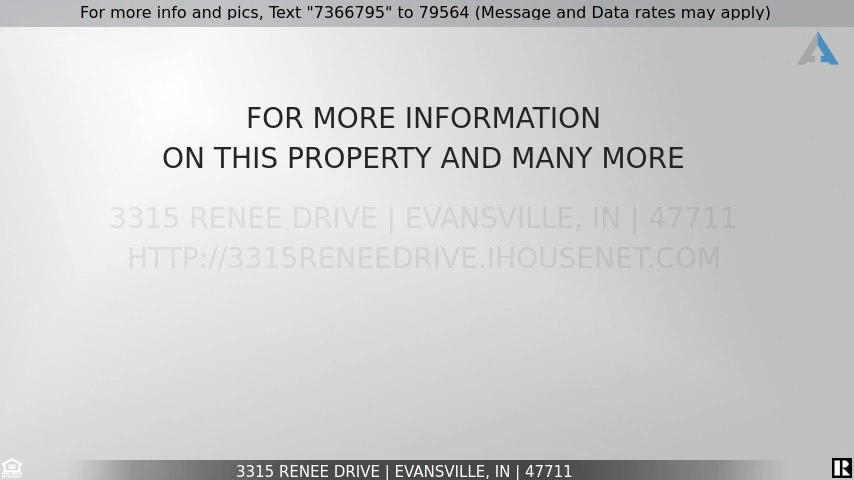 For more info and pics, Text "7366795" to 79564 (Message and Data rates may apply)
FOR MORE INFORMATION
ON THIS PROPERTY AND MANY MORE
3315 RENEE DRIVE | EVANSVILLE, IN | 47711
HTTP://3315RENEEDRIVE.IHOUSENET.COM
3315 RENEE DRIVE | EVANSVILLE, IN | 47711